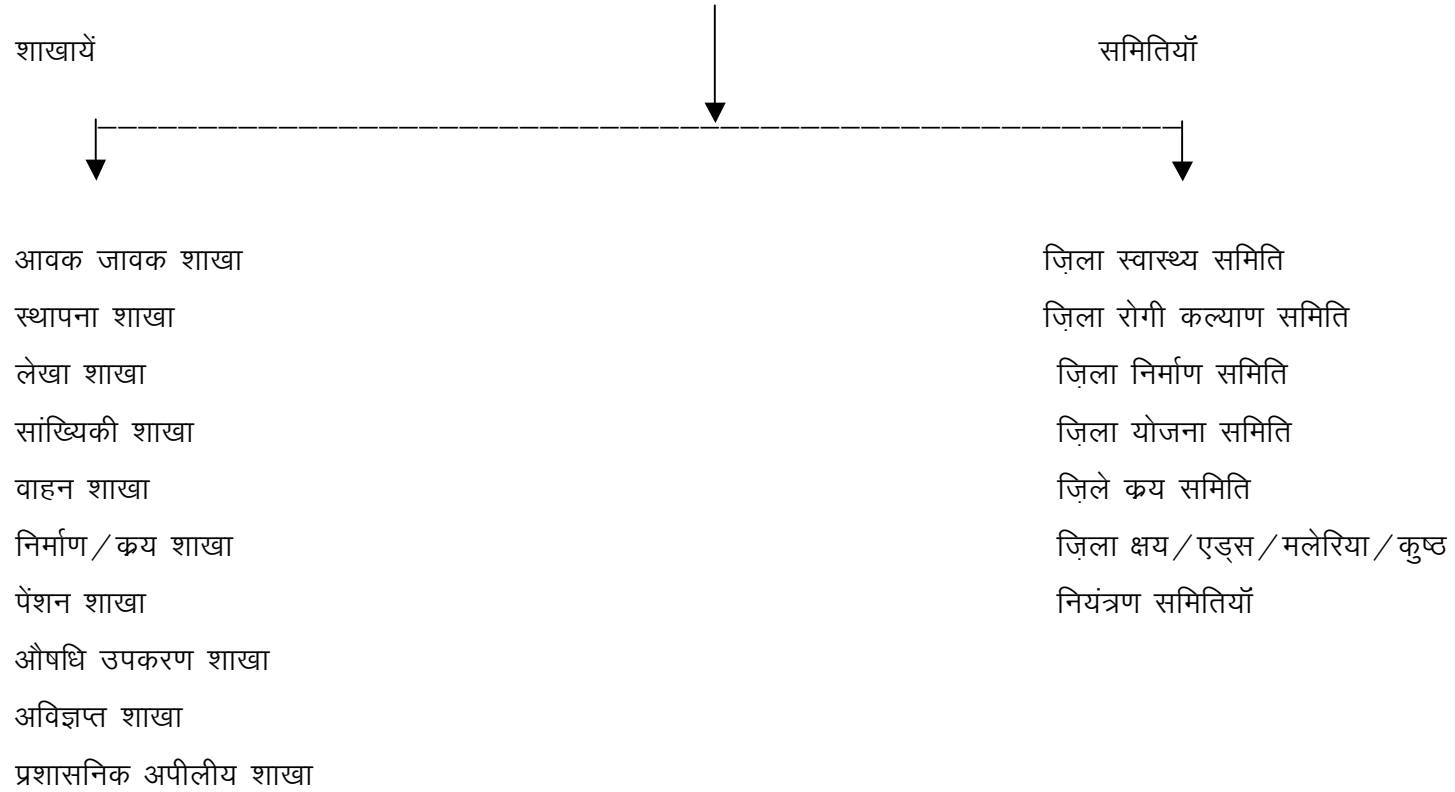 शाखायें
समितियॉ
आवक जावक शाखा
स्थापना शाखा
लेखा शाखा
सांख्यिकी शाखा
वाहन शाखा
निर्माण/क्रय शाखा
पेंशन शाखा
औषधि उपकरण शाखा
अविज्ञप्त शाखा
प्रशासनिक अपीलीय शाखा
ज़िला स्वास्थ्य समिति
ज़िला रोगी कल्याण समिति
ज़िला निर्माण समिति
ज़िला योजना समिति
ज़िले क्रय समिति
ज़िला क्षय/एड्स/मलेरिया/कुष्ठ
नियंत्रण समितियॉ